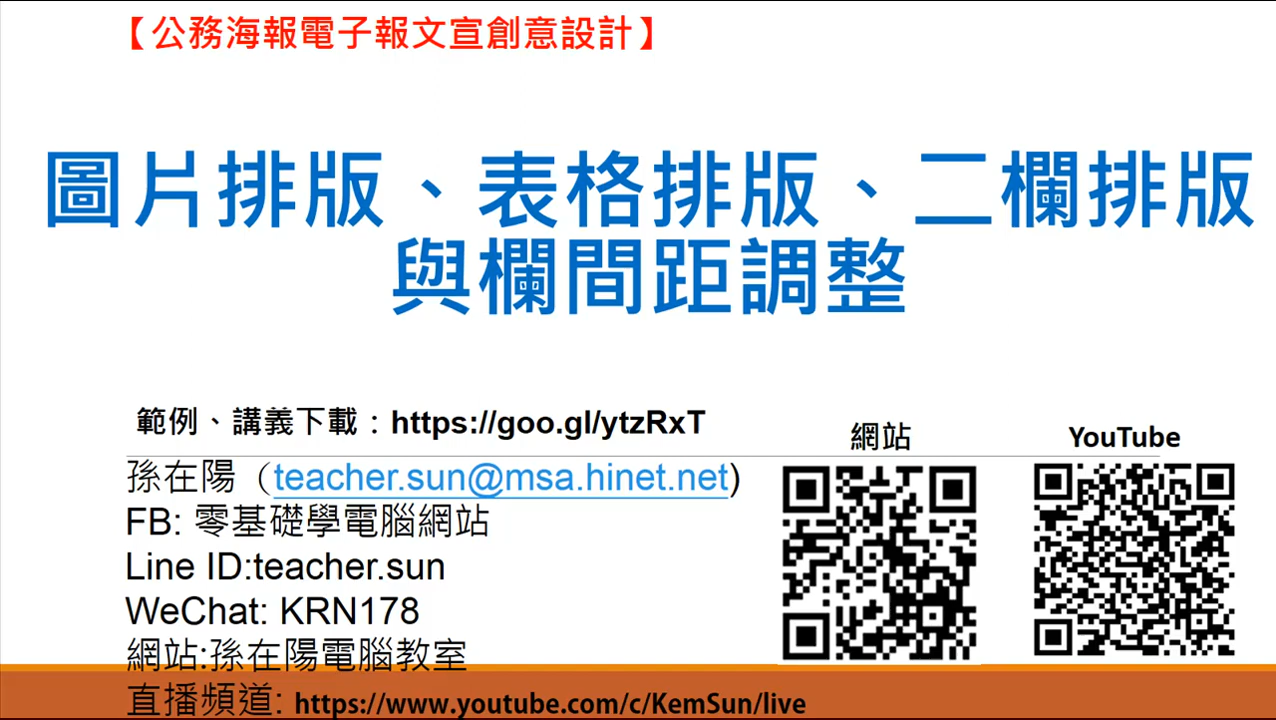 【公務海報電子報文宣創意設計】
圖片排版、表格排版、二欄排版
與欄間距調整
範例、講義下載：https://goo.gl/ytzRxT
網站
YouTube
孫在陽（teacher.sun@msa.hinet.net)
FB: 零基礎學電腦網站
Line ID:teacher.sun
WeChat: KRN178
網站:孫在陽電腦教室
直播頻道: https://www.youtube.com/c/KemSun/live